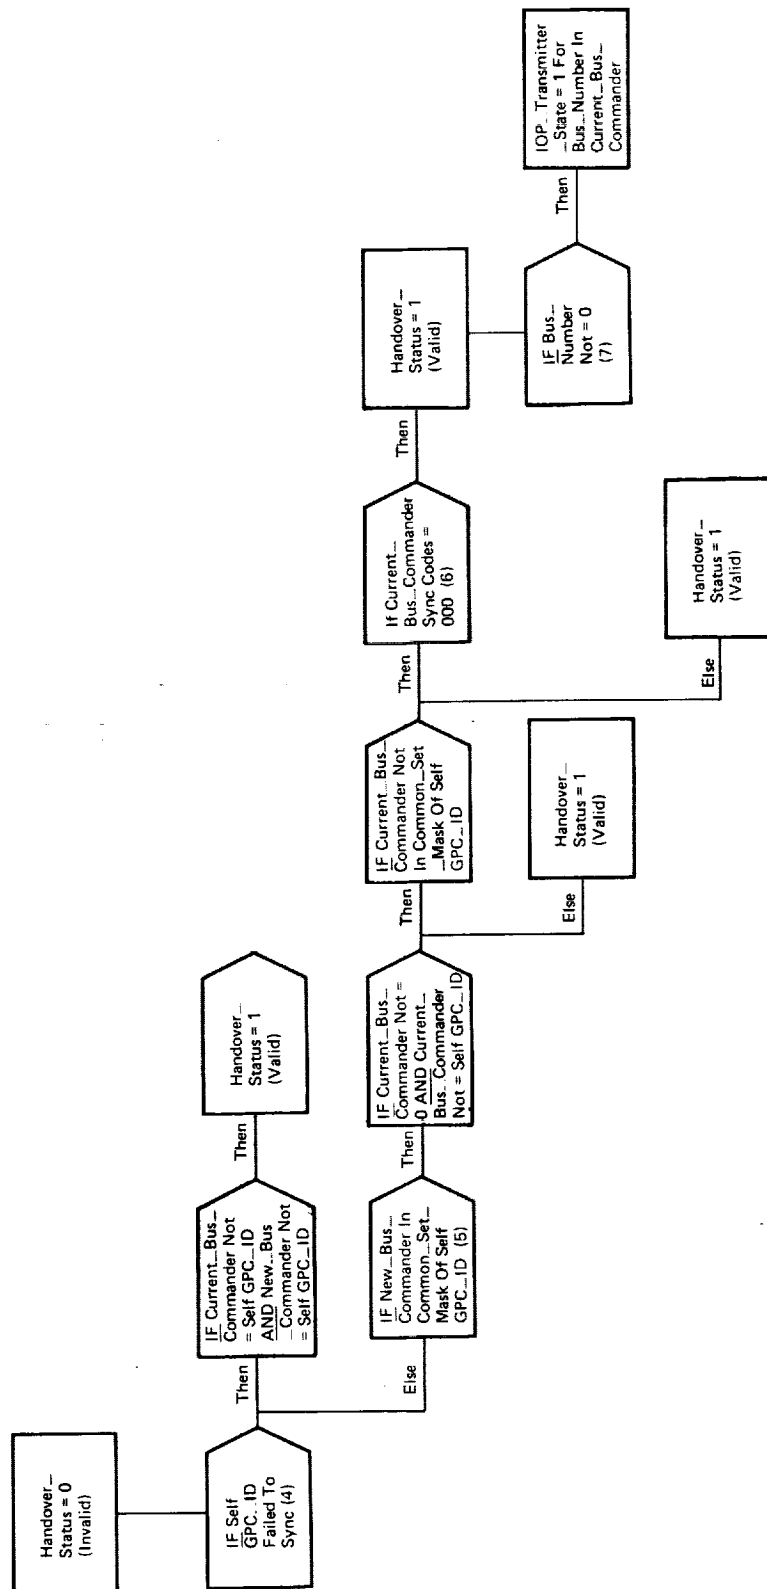 Handover_
Status = 0
(Invalid)
IF Self
GPC_ID
Failed To
Sync (4)
Then
IF Current_Bus_
Commander Not
= Self GPC_ID
AND New_Bus
_Commander Not
= Self GPC_ID
Then
Handover_
Status = 1
(Valid)
Else
IF New_Bus_
Commander In
Common_Set_
Mask Of Self
GPC_ID (5)
Then
IF Current_Bus_
Commander Not =
0 AND Current_
Bus_Commander
Not = Self GPC_ID
Then
IF Current_Bus_
Commander Not
In Common_Set
_Mask Of Self
GPC_ID
Else
Handover_
Status = 1
(Valid)
Then
If Current_
Bus_Commander
Sync Codes =
000 (6)
Else
Handover_
Status = 1
(Valid)
Then
Handover_
Status = 1
(Valid)
IF Bus_
Number
Not = 0
(7)
Then
IOP_Transmitter
_State = 1 For
Bus_Number In
Current_Bus_
Commander